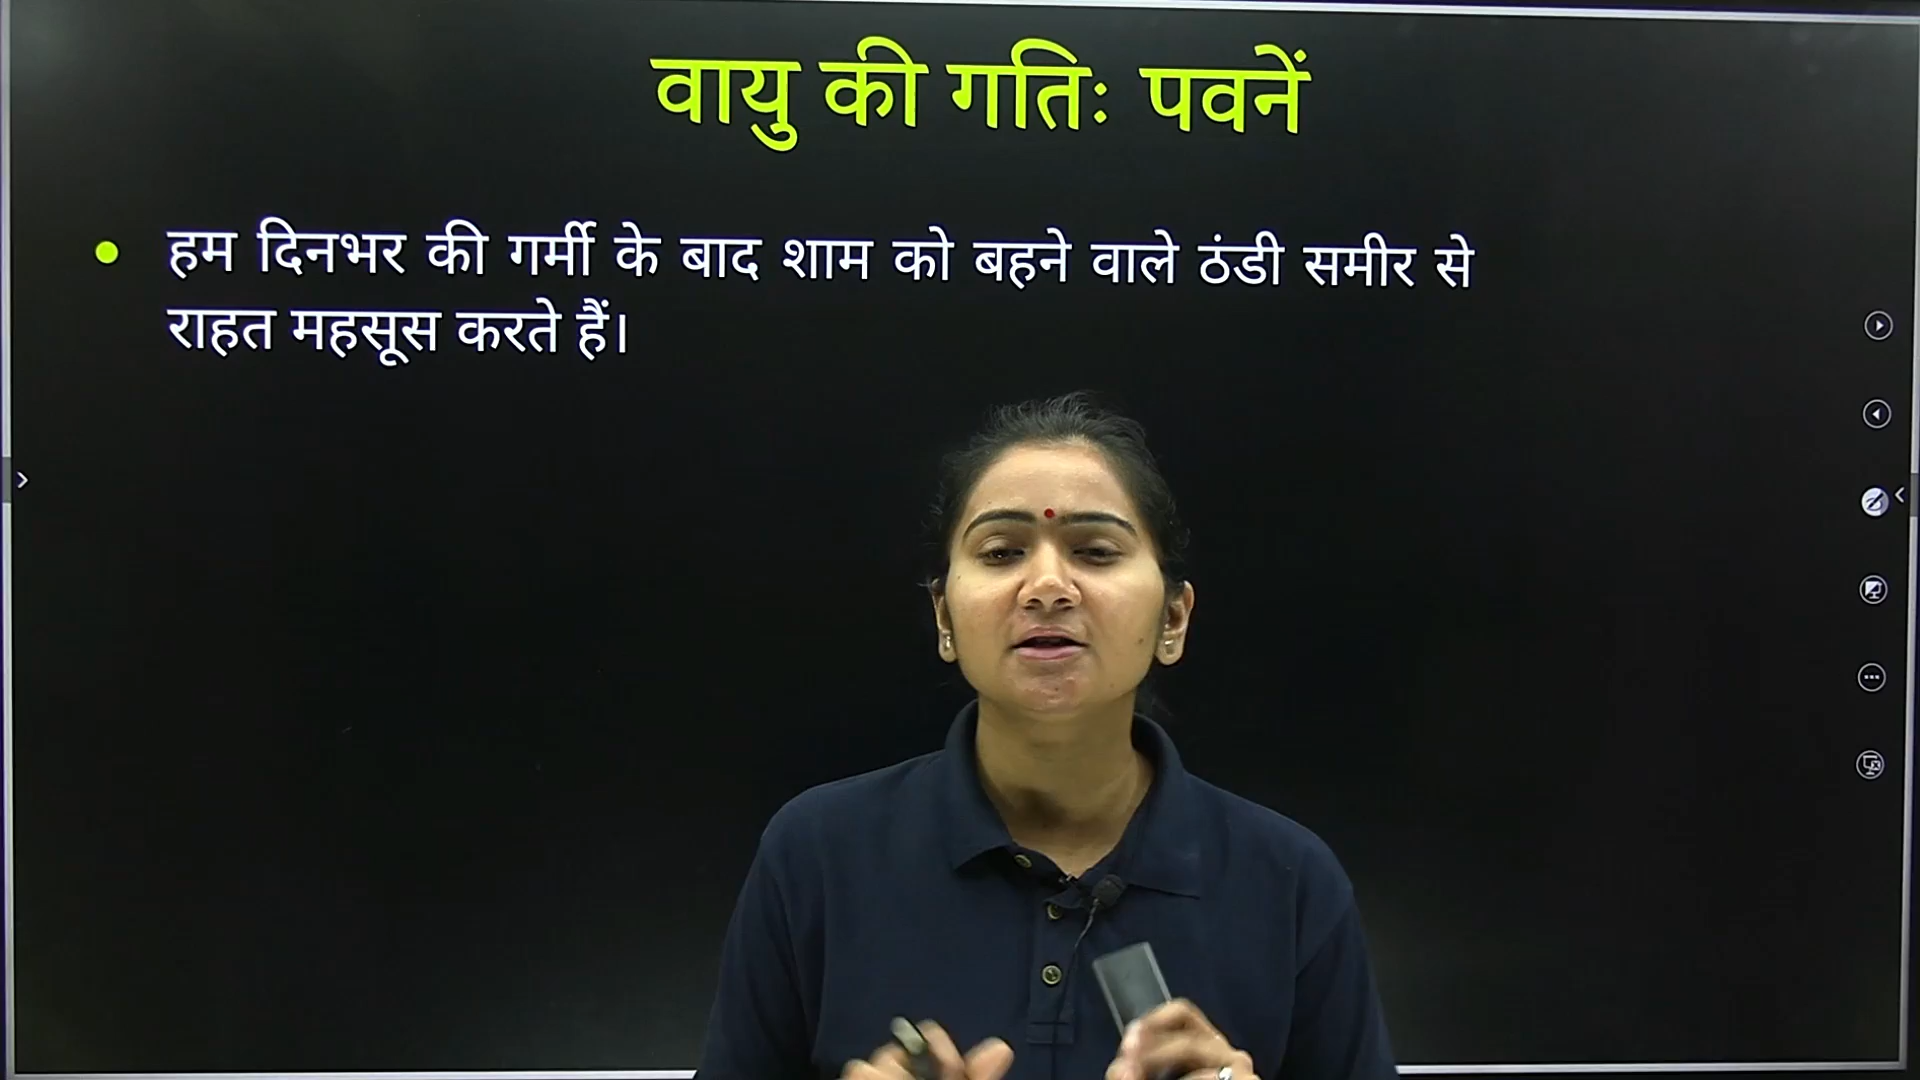 वायु की गतिः पवनें
हम दिनभर की गर्मी के बाद शाम को बहने वाले ठंडी समीर से
राहत महसूस करते हैं।